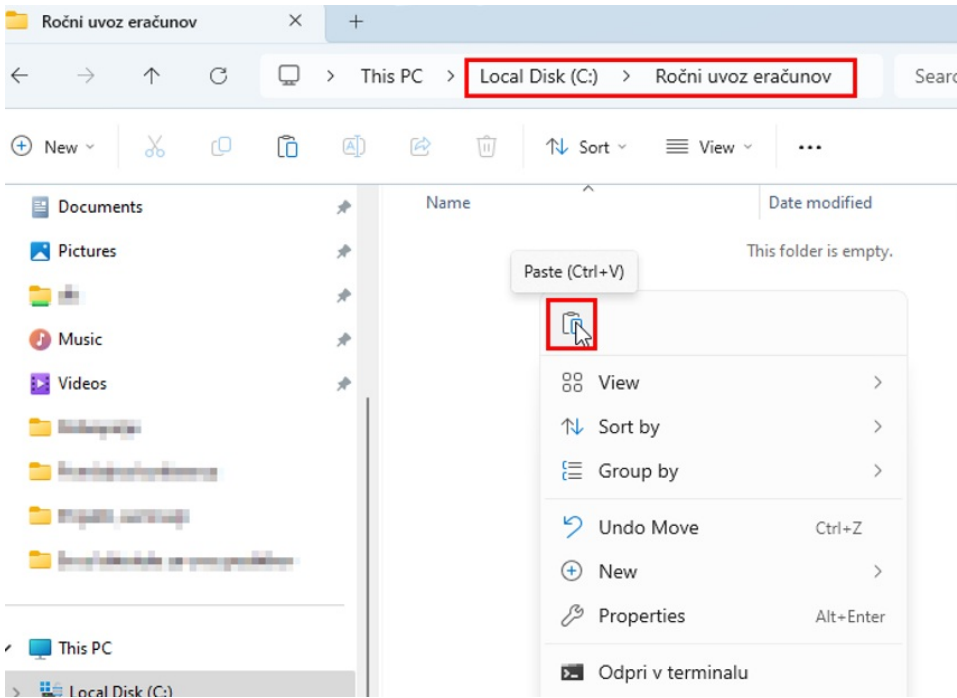 Ročni uvoz eračunov
This PC > Local Disk (C:) > Ročni uvoz eračunov
New Sort View ...
Documents
Pictures
Music
Videos
This PC
Local Disk (C:)
Name Date modified
This folder is empty.
Paste (Ctrl+V)
View
Sort by
Group by
Undo Move Ctrl+Z
New
Properties Alt+Enter
Odpri v terminalu